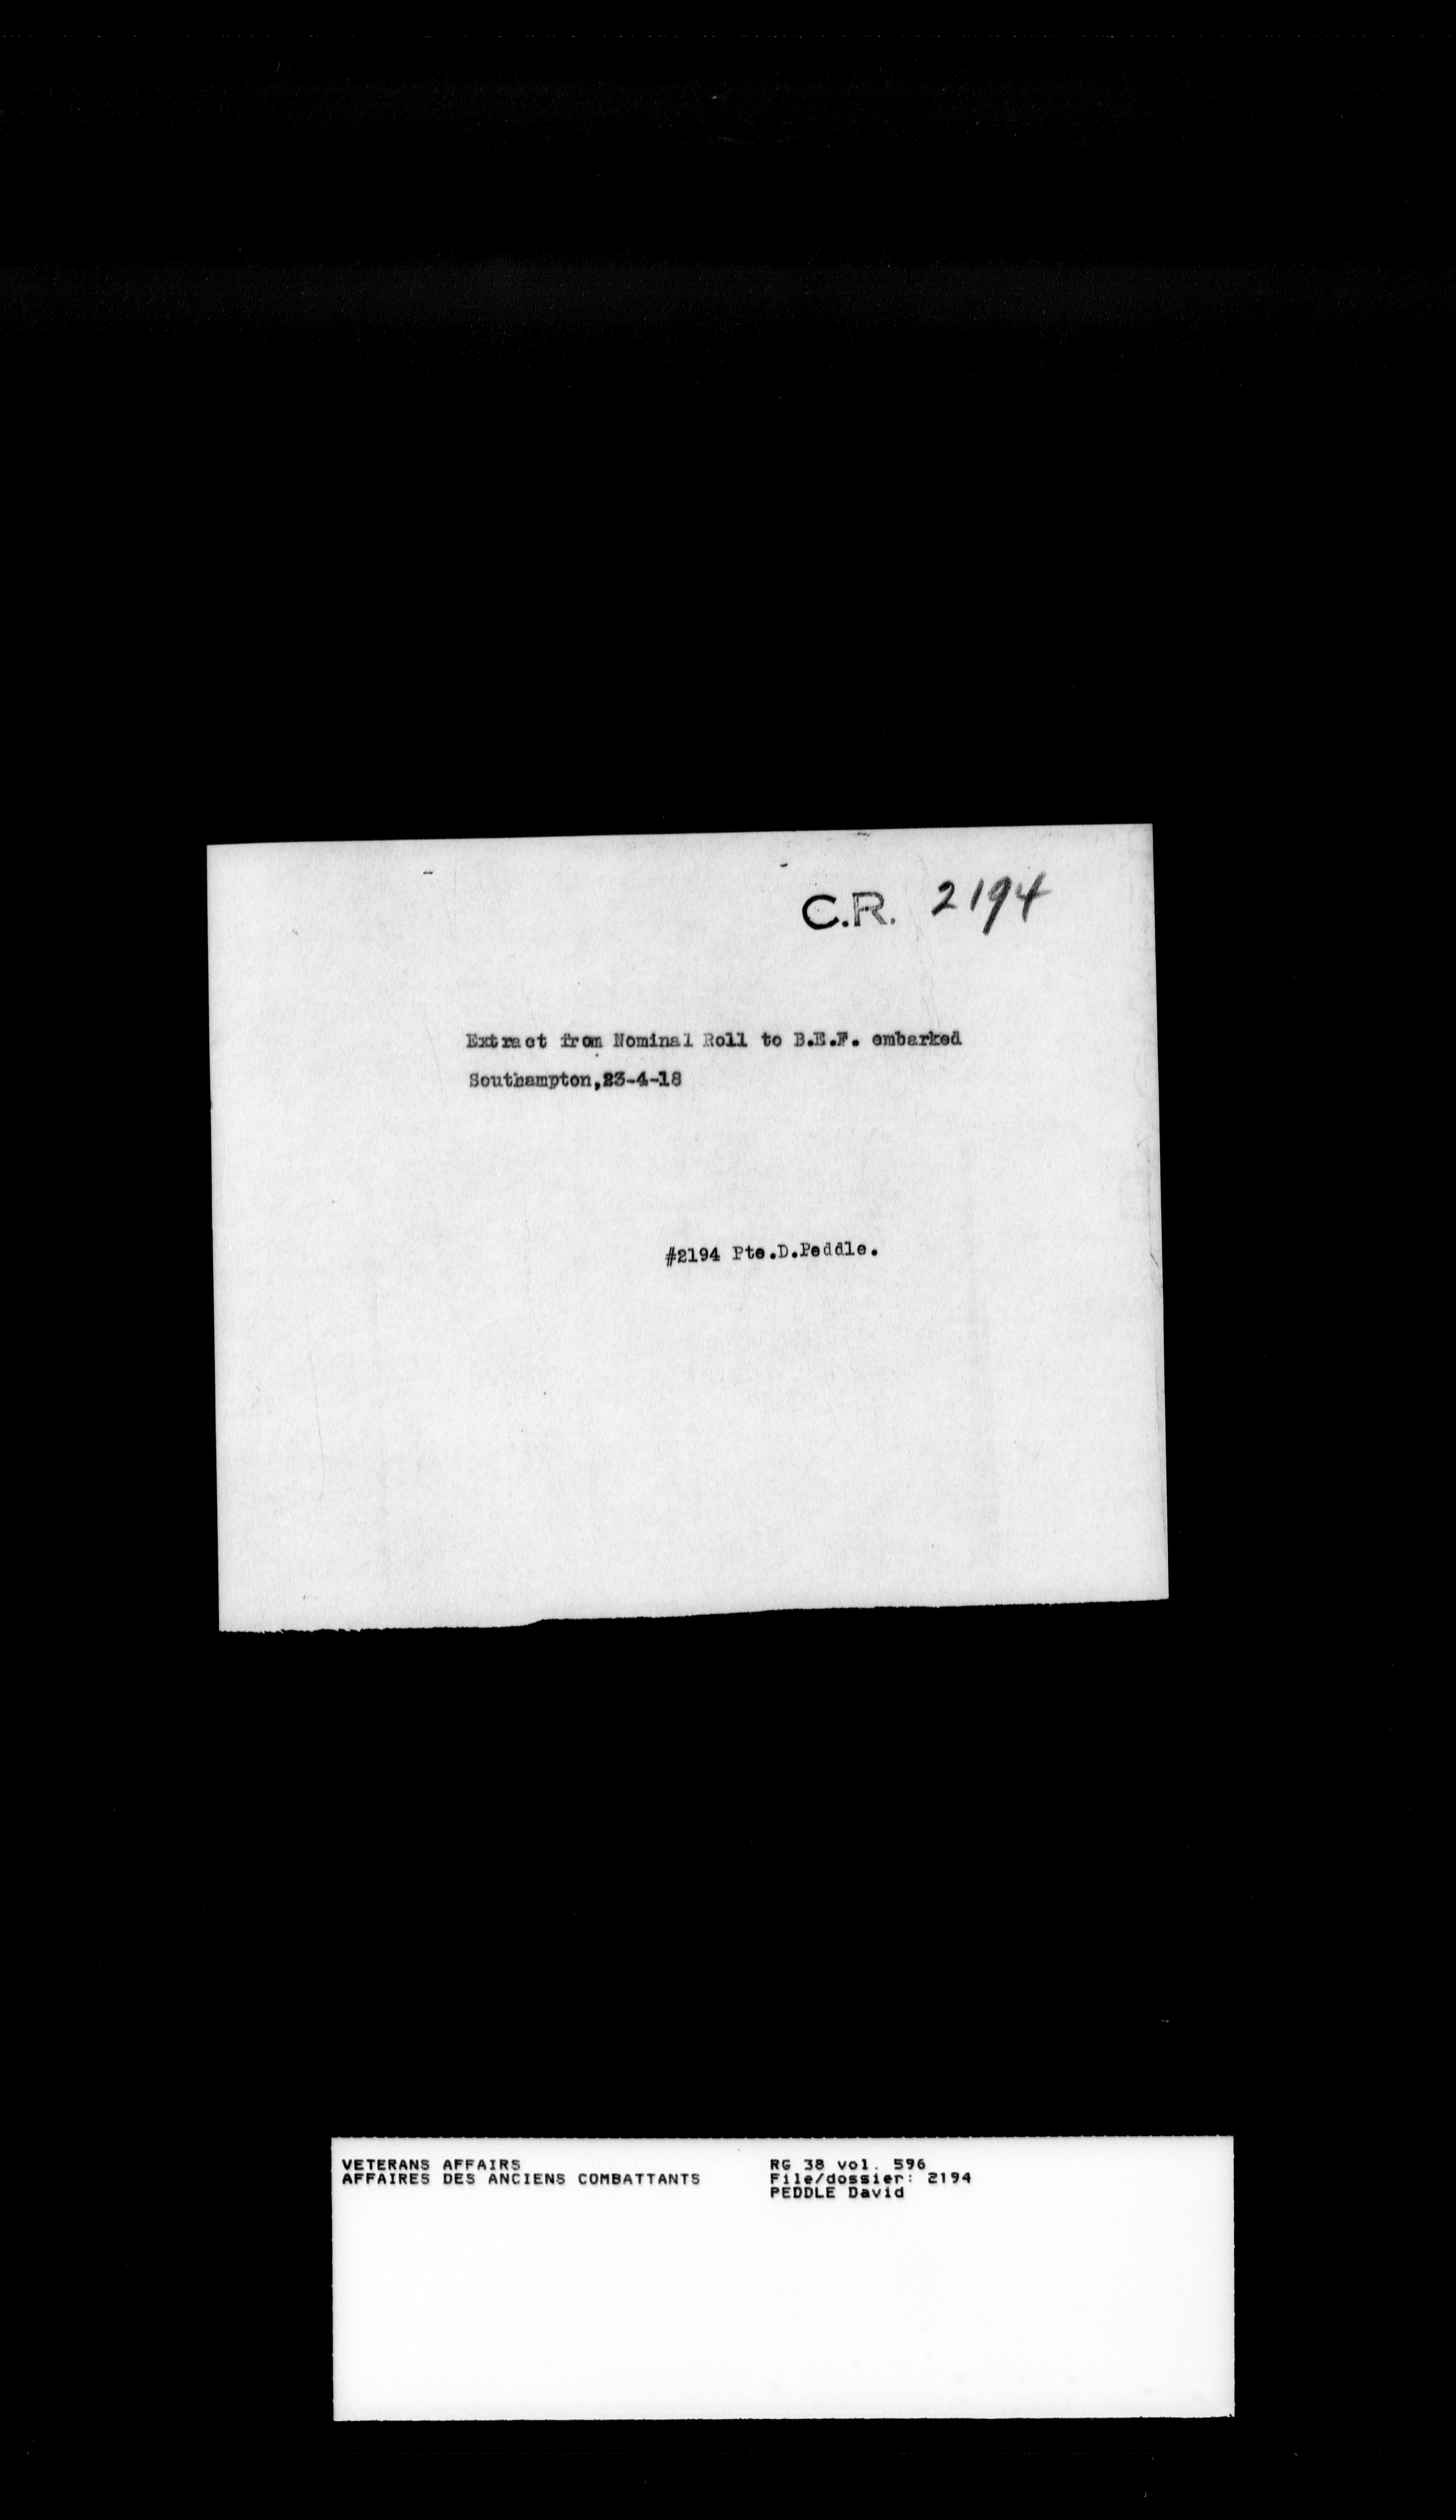 C.R. 2194
Extract from Nominal Roll to B.E.F. embarked
Southampton,23-4-18
#2194 Pte.D.Peddle.
VETERANS AFFAIRS
AFFAIRES DES ANCIENS COMBATTANTS
RG 38 vol. 596
File/dossier: 2194
PEDDLE David